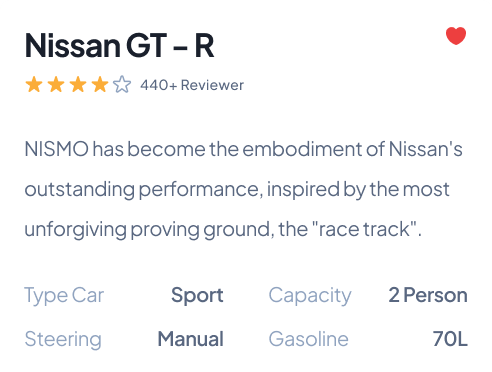 Nissan GT – R
440+ Reviewer
NISMO has become the embodiment of Nissan's
outstanding performance, inspired by the most
unforgiving proving ground, the "race track".
Type Car Sport Capacity 2 Person
Steering Manual Gasoline 70L